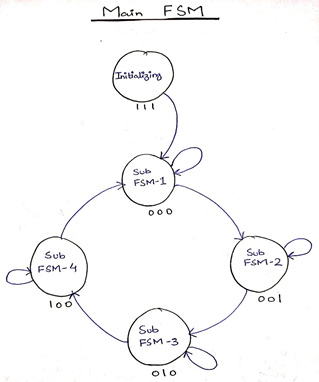 Main FSM
Initializing
111
Sub
FSM-1
000
Sub
FSM-4
100
Sub
FSM-2
001
Sub
FSM-3
010